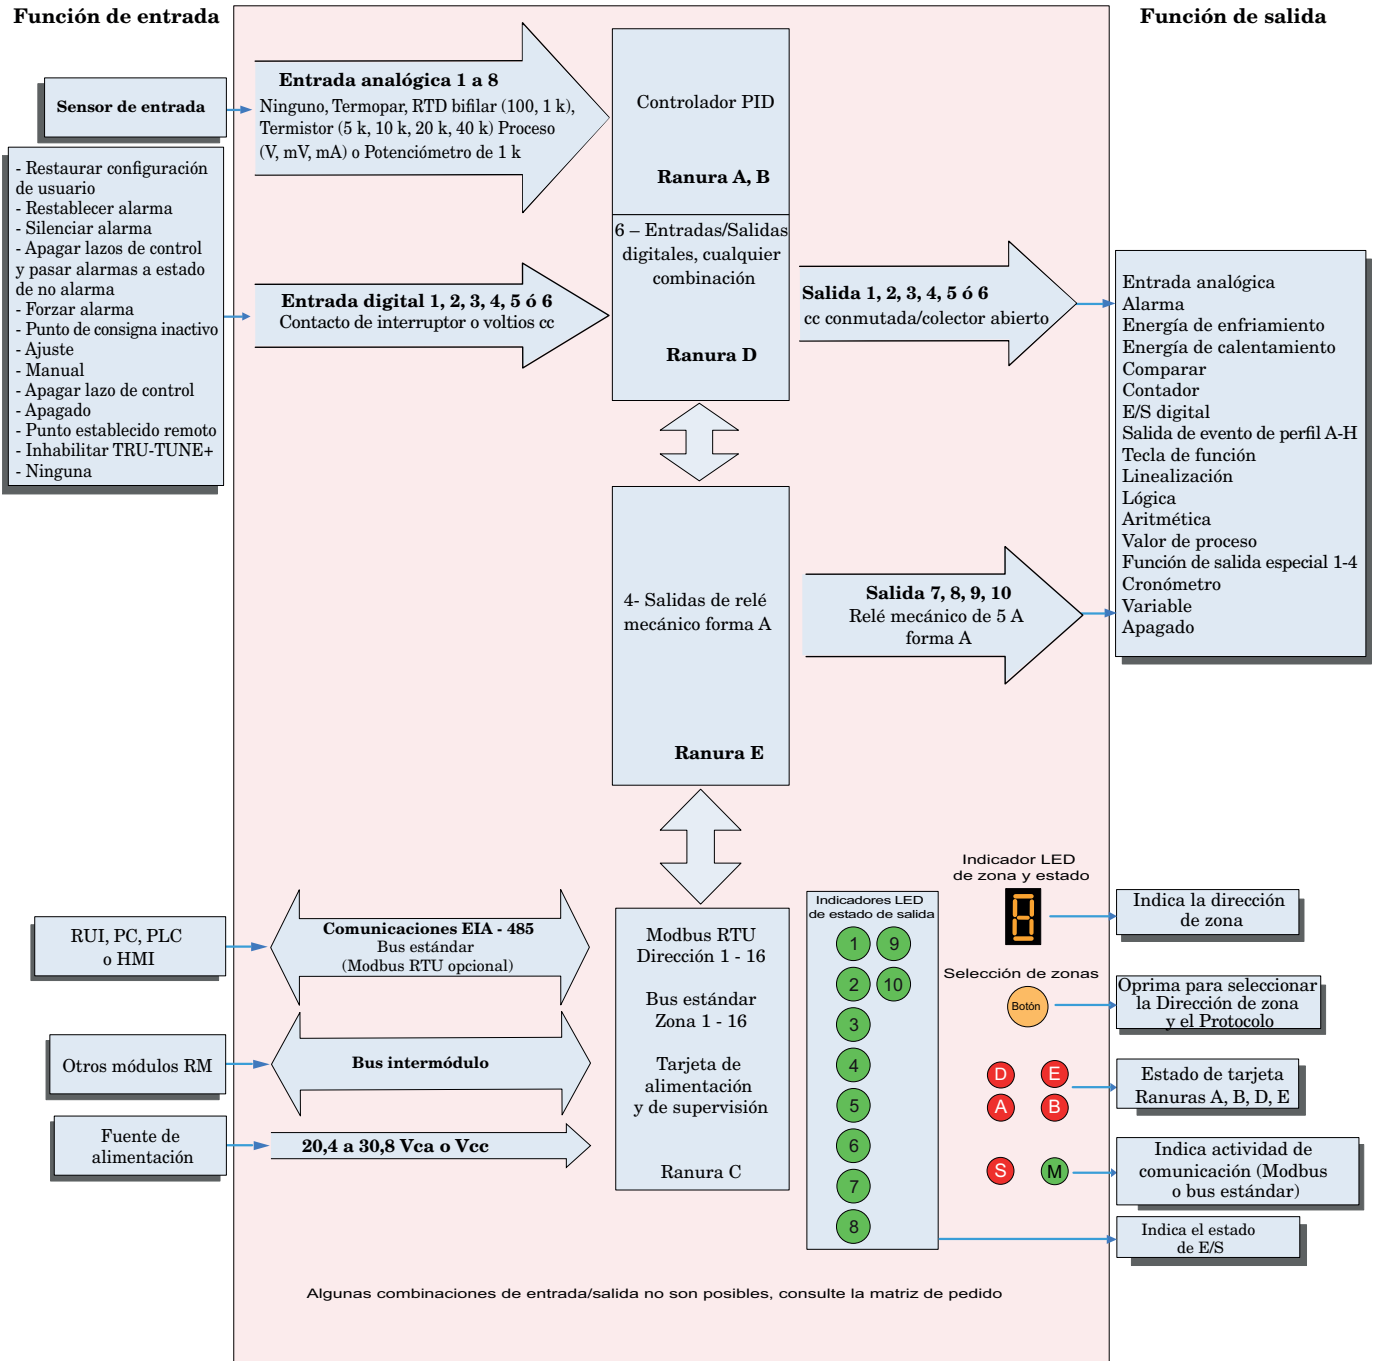 Función de entrada
Función de salida
Sensor de entrada
Entrada analógica 1 a 8
Ninguno, Termopar, RTD bifilar (100, 1 k),
Termistor (5 k, 10 k, 20 k, 40 k) Proceso
(V, mV, mA) o Potenciómetro de 1 k
Controlador PID
Ranura A, B
- Restaurar configuración
de usuario
- Restablecer alarma
- Silenciar alarma
- Apagar lazos de control
y pasar alarmas a estado
de no alarma
- Forzar alarma
- Punto de consigna inactivo
- Ajuste
- Manual
- Apagar lazo de control
- Apagado
- Punto establecido remoto
- Inhabilitar TRU-TUNE+
- Ninguna
Entrada digital 1, 2, 3, 4, 5 ó 6
Contacto de interruptor o voltios cc
6 – Entradas/Salidas
digitales, cualquier
combinación
Ranura D
Salida 1, 2, 3, 4, 5 ó 6
cc conmutada/colector abierto
Entrada analógica
Alarma
Energía de enfriamiento
Energía de calentamiento
Comparar
Contador
E/S digital
Salida de evento de perfil A-H
Tecla de función
Linealización
Lógica
Aritmética
Valor de proceso
Función de salida especial 1-4
Cronómetro
Variable
Apagado
4- Salidas de relé
mecánico forma A
Ranura E
Salida 7, 8, 9, 10
Relé mecánico de 5 A
forma A
RUI, PC, PLC
o HMI
Comunicaciones EIA - 485
Bus estándar
(Modbus RTU opcional)
Otros módulos RM
Bus intermódulo
Fuente de
alimentación
20,4 a 30,8 Vca o Vcc
Modbus RTU
Dirección 1 - 16
Bus estándar
Zona 1 - 16
Tarjeta de
alimentación
y de supervisión
Ranura C
Indicadores LED
de estado de salida
1 9
2 10
3
4
5
6
7
8
Indicador LED
de zona y estado
Indica la dirección
de zona
Selección de zonas
Botón
Oprima para seleccionar
la Dirección de zona
y el Protocolo
D E
A B
Estado de tarjeta
Ranuras A, B, D, E
S M
Indica actividad de
comunicación (Modbus
o bus estándar)
Indica el estado
de E/S
Algunas combinaciones de entrada/salida no son posibles, consulte la matriz de pedido